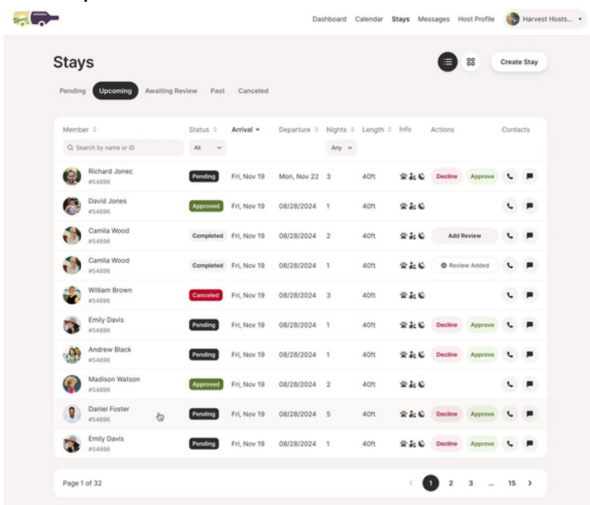 Dashboard Calendar Stays Messages Host Profile Harvest Hosts...
Stays
Create Stay
Pending Upcoming Awaiting Review Past Canceled
Member Status Arrival Departure Nights Length Info Actions Contacts
Search by name or ID All Any
Richard Jonec
#54896
Pending Fri, Nov 19 Mon, Nov 22 3 40ft Decline Approve
David Jones
#54896
Approved Fri, Nov 19 08/28/2024 1 40ft
Camila Wood
#54896
Completed Fri, Nov 19 08/28/2024 2 40ft Add Review
Camila Wood
#54896
Completed Fri, Nov 19 08/28/2024 1 40ft Review Added
William Brown
#54896
Canceled Fri, Nov 19 08/28/2024 3 40ft
Emily Davis
#54896
Pending Fri, Nov 19 08/28/2024 1 40ft Decline Approve
Andrew Black
#54896
Pending Fri, Nov 19 08/28/2024 1 40ft Decline Approve
Madison Watson
#54896
Approved Fri, Nov 19 08/28/2024 2 40ft
Daniel Foster
#54896
Pending Fri, Nov 19 08/28/2024 5 40ft Decline Approve
Emily Davis
#54896
Pending Fri, Nov 19 08/28/2024 1 40ft Decline Approve
Page 1 of 32
< 1 2 3 ... 15 >